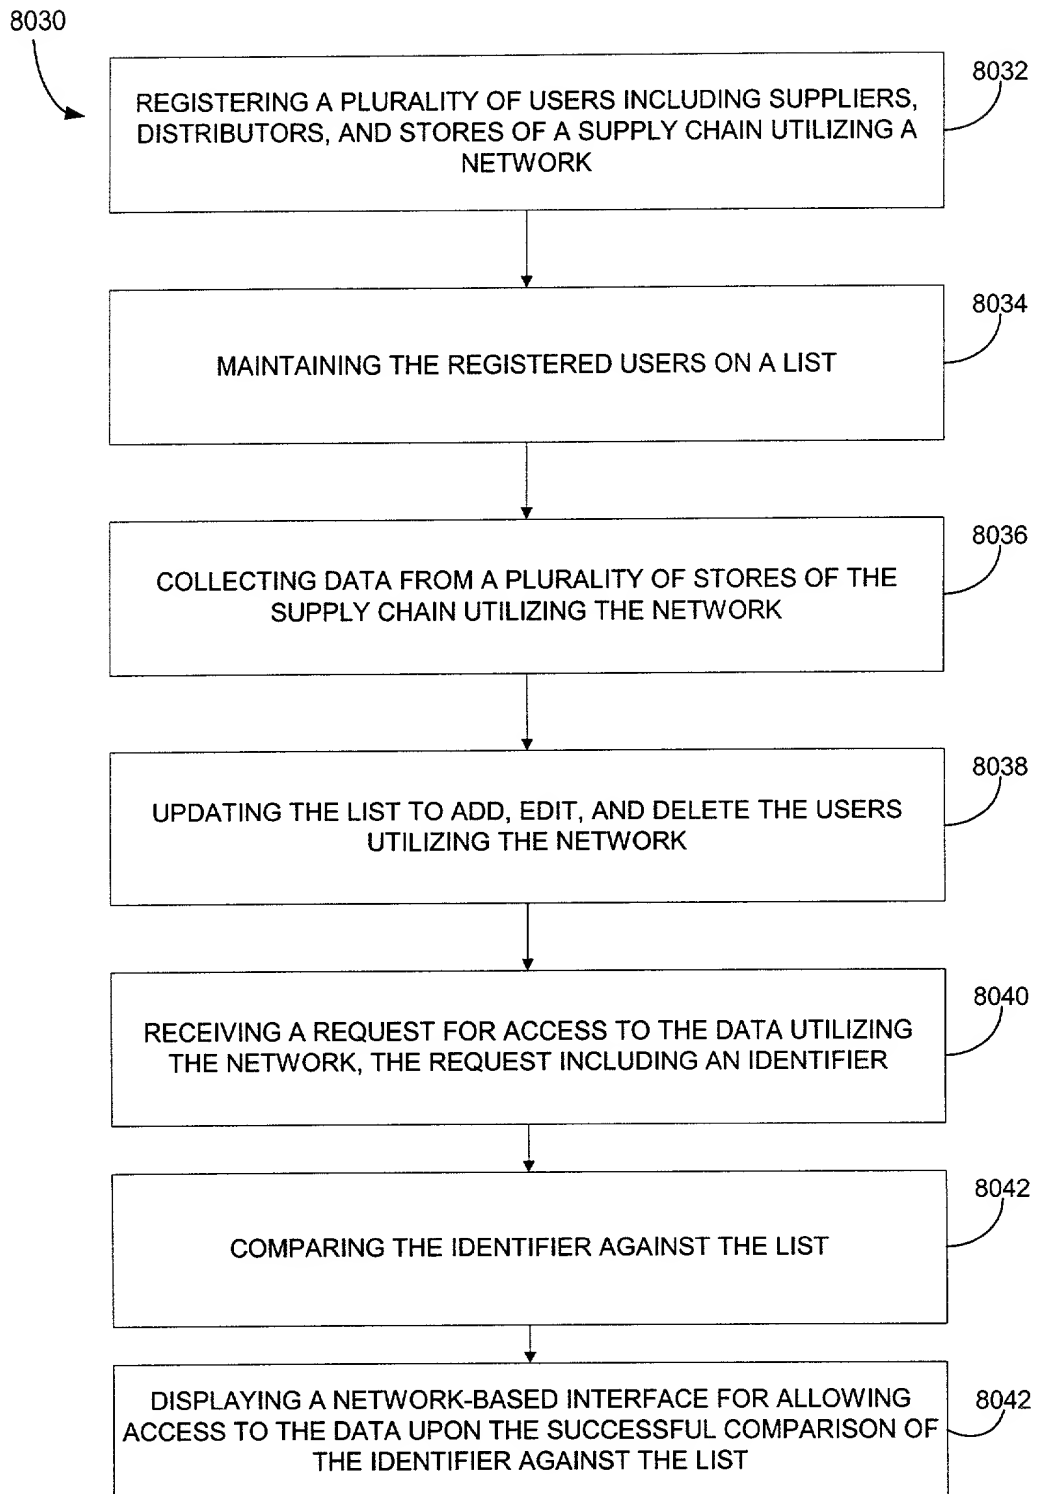 8030
8032
REGISTERING A PLURALITY OF USERS INCLUDING SUPPLIERS,
DISTRIBUTORS, AND STORES OF A SUPPLY CHAIN UTILIZING A
NETWORK
8034
MAINTAINING THE REGISTERED USERS ON A LIST
8036
COLLECTING DATA FROM A PLURALITY OF STORES OF THE
SUPPLY CHAIN UTILIZING THE NETWORK
8038
UPDATING THE LIST TO ADD, EDIT, AND DELETE THE USERS
UTILIZING THE NETWORK
8040
RECEIVING A REQUEST FOR ACCESS TO THE DATA UTILIZING
THE NETWORK, THE REQUEST INCLUDING AN IDENTIFIER
8042
COMPARING THE IDENTIFIER AGAINST THE LIST
8042
DISPLAYING A NETWORK-BASED INTERFACE FOR ALLOWING
ACCESS TO THE DATA UPON THE SUCCESSFUL COMPARISON OF
THE IDENTIFIER AGAINST THE LIST